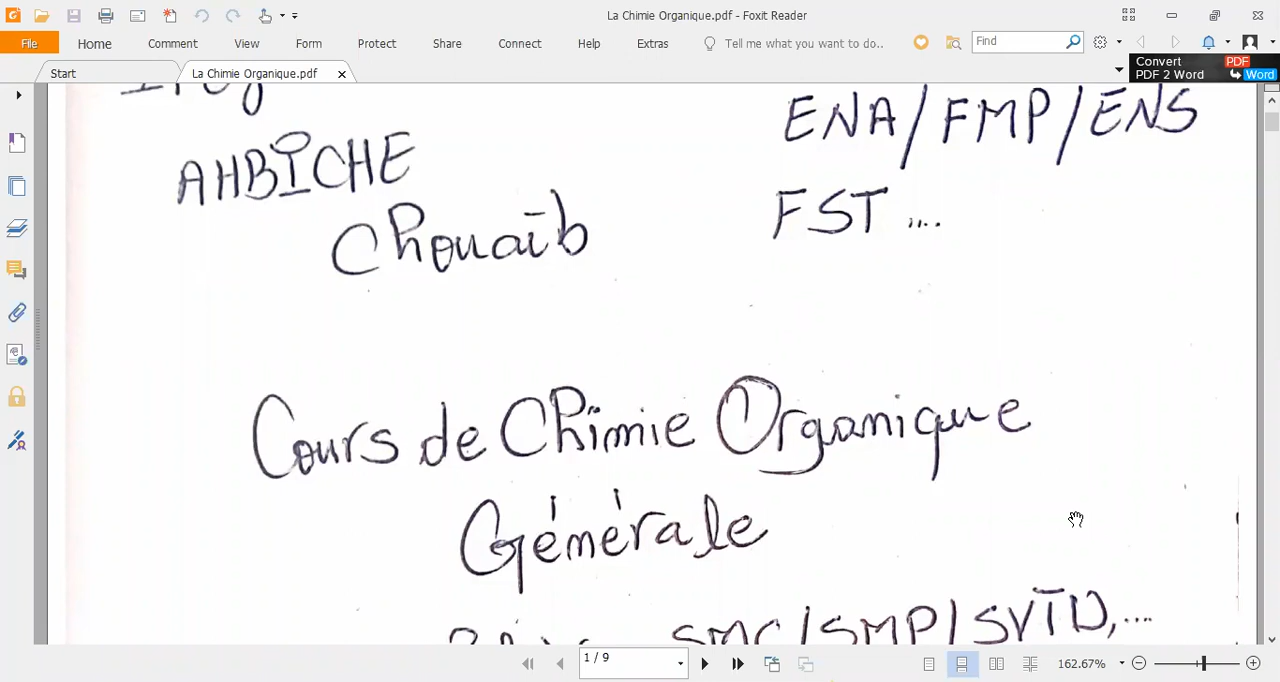 La Chimie Organique.pdf - Foxit Reader
File Home Comment View Form Protect Share Connect Help Extras Tell me what you want to do.. Find
Start La Chimie Organique.pdf
Convert PDF
PDF 2 Word Word
ENA/FMP/ENS
AHBICHE
FST ....
Chouaïb
Cours de Chimie Organique
Générale
SMC/SMP/SVTU,...
1 / 9 162.67%